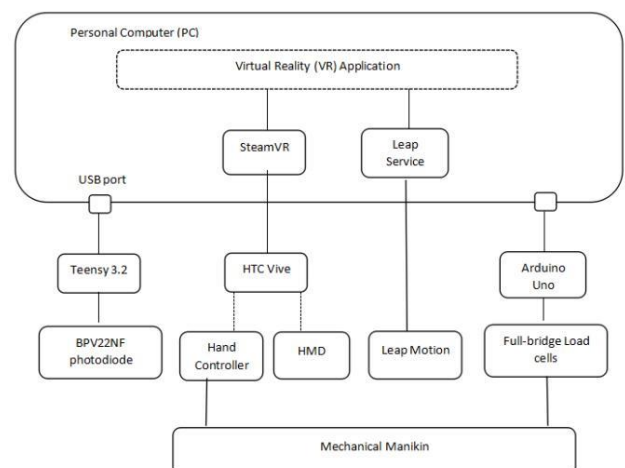 Personal Computer (PC)
Virtual Reality (VR) Application
SteamVR
Leap
Service
USB port
Teensy 3.2
HTC Vive
Arduino
Uno
BPV22NF
photodiode
Hand
Controller
HMD
Leap Motion
Full-bridge Load
cells
Mechanical Manikin